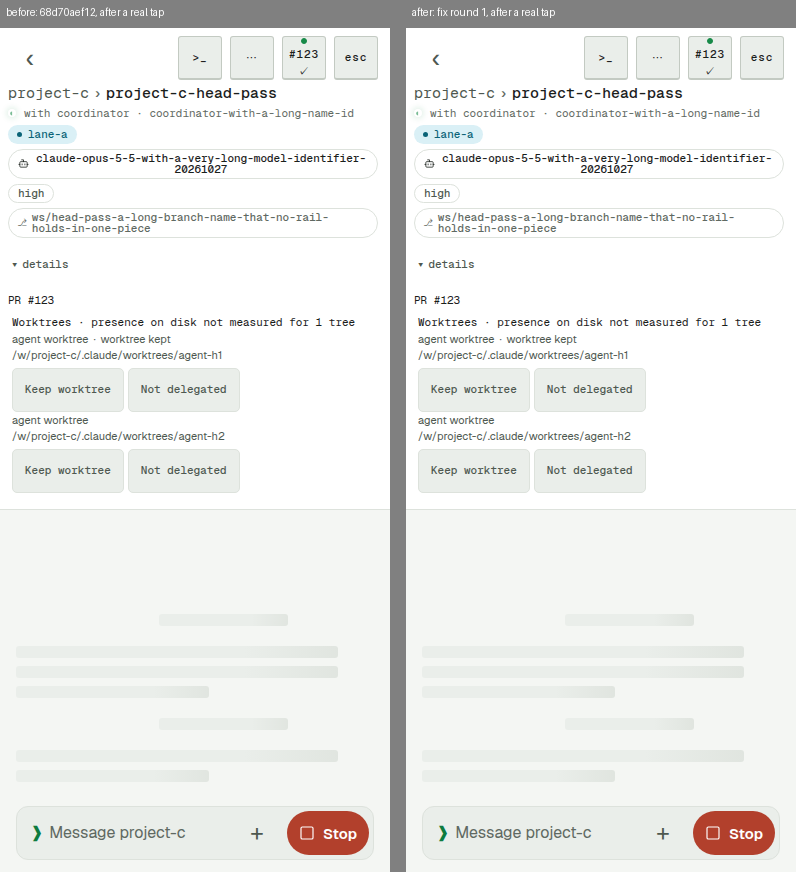 before: 68d70aef12, after a real tap
>_
...
#123
✓
esc
project-c › project-c-head-pass
with coordinator · coordinator-with-a-long-name-id
lane-a
claude-opus-5-5-with-a-very-long-model-identifier-
20261027
high
ws/head-pass-a-long-branch-name-that-no-rail-
holds-in-one-piece
▾ details
PR #123
Worktrees · presence on disk not measured for 1 tree
agent worktree · worktree kept
/w/project-c/.claude/worktrees/agent-h1
Keep worktree
Not delegated
agent worktree
/w/project-c/.claude/worktrees/agent-h2
Keep worktree
Not delegated
❱ Message project-c
+
Stop
after: fix round 1, after a real tap
>_
...
#123
✓
esc
project-c › project-c-head-pass
with coordinator · coordinator-with-a-long-name-id
lane-a
claude-opus-5-5-with-a-very-long-model-identifier-
20261027
high
ws/head-pass-a-long-branch-name-that-no-rail-
holds-in-one-piece
▾ details
PR #123
Worktrees · presence on disk not measured for 1 tree
agent worktree · worktree kept
/w/project-c/.claude/worktrees/agent-h1
Keep worktree
Not delegated
agent worktree
/w/project-c/.claude/worktrees/agent-h2
Keep worktree
Not delegated
❱ Message project-c
+
Stop